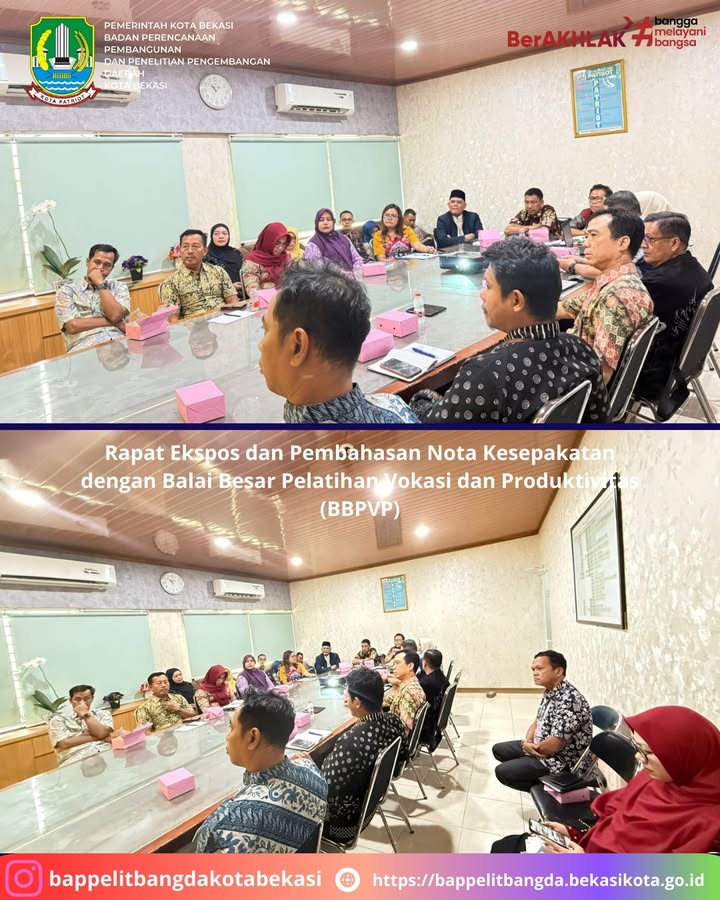 PEMERINTAH KOTA BEKASI
BADAN PERENCANAAN
PEMBANGUNAN
DAN PENELITIAN PENGEMBANGAN
DAERAH
KOTA BEKASI
KOTA PATRIOT
BerAKHLAK
#bangga
melayani
bangsa
PATRIOT
Rapat Ekspos dan Pembahasan Nota Kesepakatan
dengan Balai Besar Pelatihan Vokasi dan Produktivitas
(BBPVP)
bappelitbangdakotabekasi
https://bappelitbangda.bekasikota.go.id